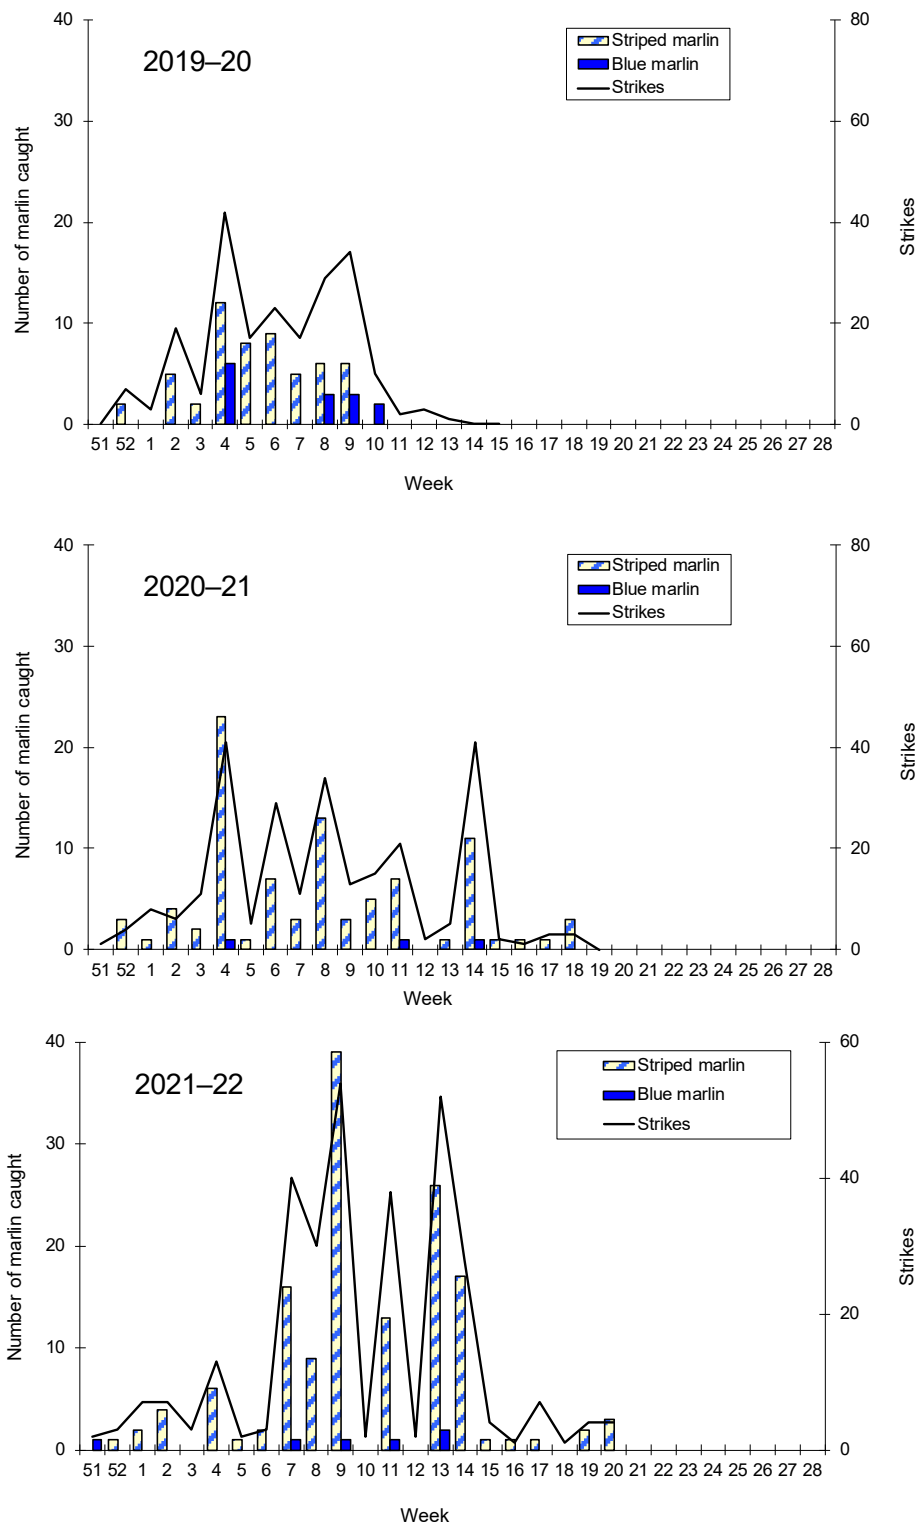 2019–20
Striped marlin
Blue marlin
Strikes
Number of marlin caught
40
30
20
10
0
80
60
40
20
0
Strikes
51 52 1 2 3 4 5 6 7 8 9 10 11 12 13 14 15 16 17 18 19 20 21 22 23 24 25 26 27 28
Week
2020–21
Striped marlin
Blue marlin
Strikes
Number of marlin caught
40
30
20
10
0
80
60
40
20
0
Strikes
51 52 1 2 3 4 5 6 7 8 9 10 11 12 13 14 15 16 17 18 19 20 21 22 23 24 25 26 27 28
Week
2021–22
Striped marlin
Blue marlin
Strikes
Number of marlin caught
40
30
20
10
0
60
40
20
0
Strikes
51 52 1 2 3 4 5 6 7 8 9 10 11 12 13 14 15 16 17 18 19 20 21 22 23 24 25 26 27 28
Week